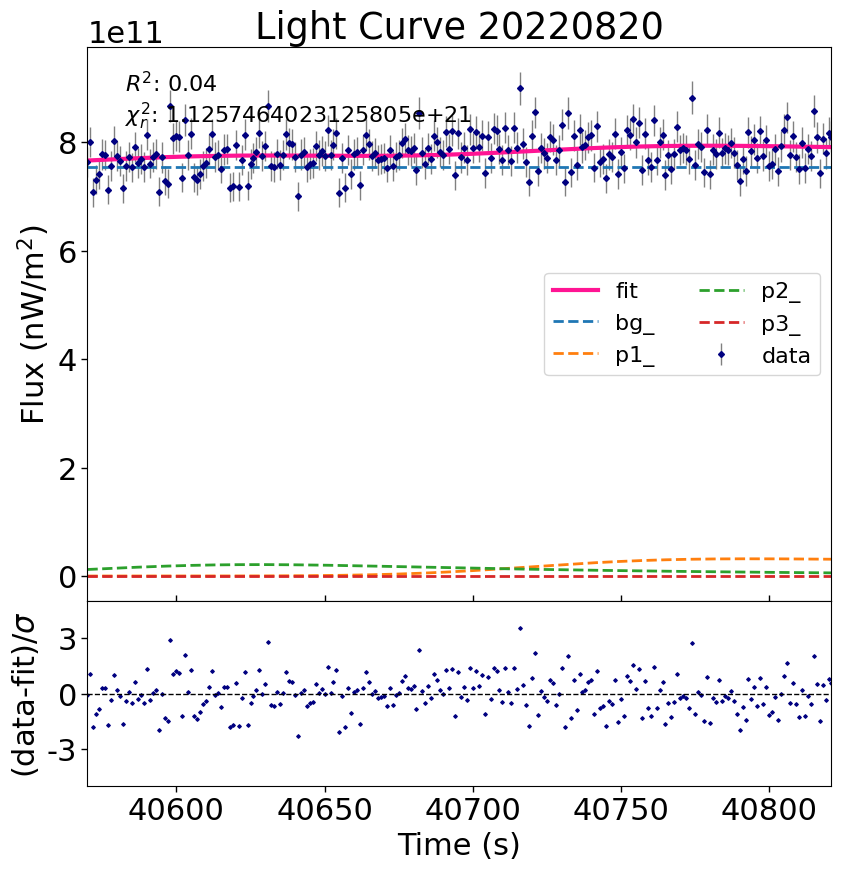 Light Curve 20220820
1e11
R²: 0.04
χ²ᵣ: 1.1257464023125805e+21
8
6
4
2
0
Flux (nW/m²)
fit
bg_
p1_
p2_
p3_
data
3
0
-3
(data-fit)/σ
40600
40650
40700
40750
40800
Time (s)